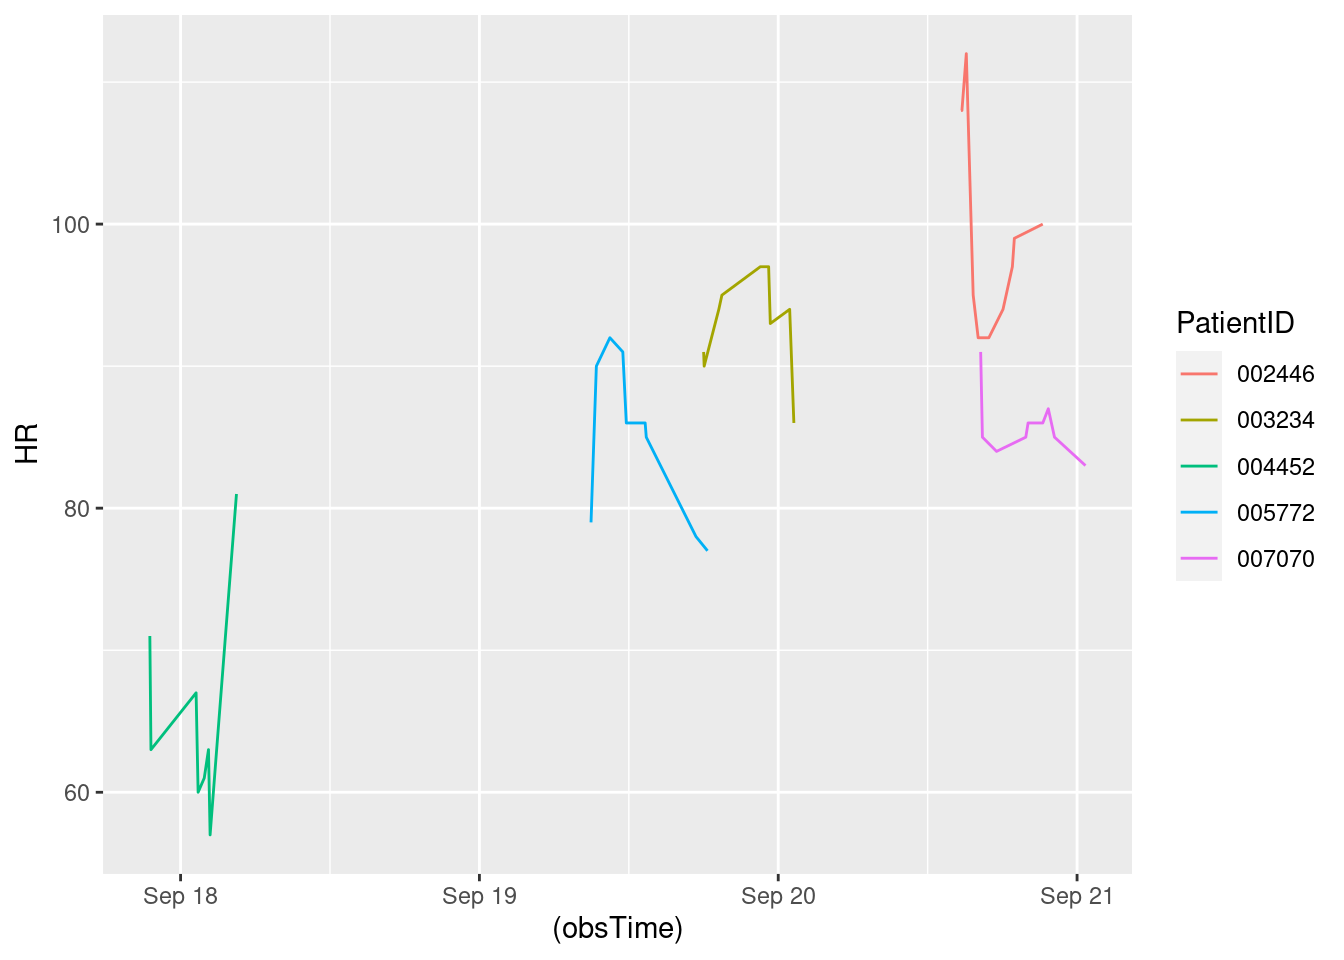 HR
100
80
60
Sep 18
Sep 19
Sep 20
Sep 21
(obsTime)
PatientID
002446
003234
004452
005772
007070